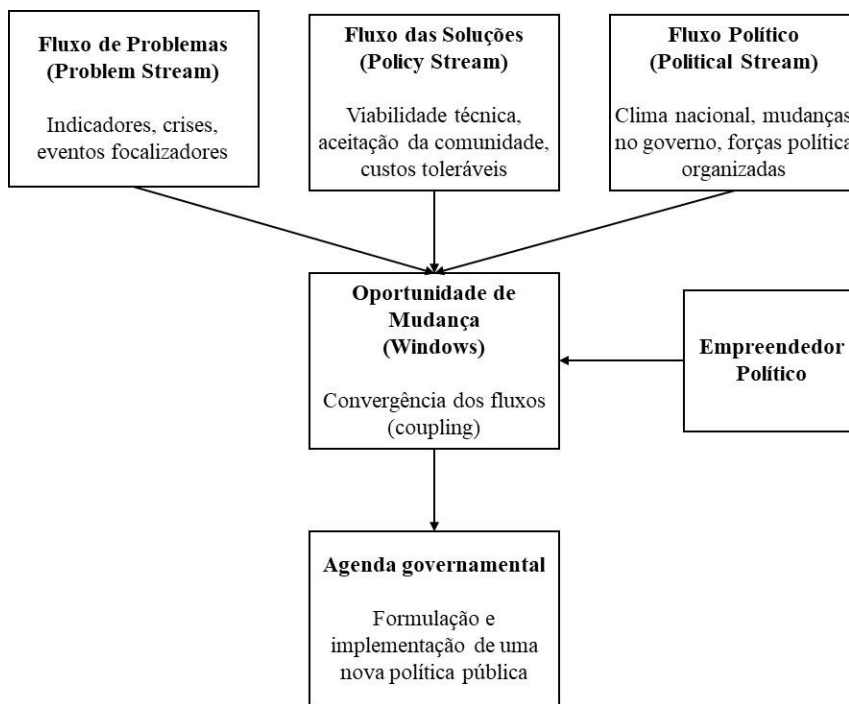 Fluxo de Problemas
(Problem Stream)
Indicadores, crises,
eventos focalizadores
Fluxo das Soluções
(Policy Stream)
Viabilidade técnica,
aceitação da comunidade,
custos toleráveis
Fluxo Político
(Political Stream)
Clima nacional, mudanças
no governo, forças política
organizadas
Oportunidade de
Mudança
(Windows)
Convergência dos fluxos
(coupling)
Empreendedor
Político
Agenda governamental
Formulação e
implementação de uma
nova política pública